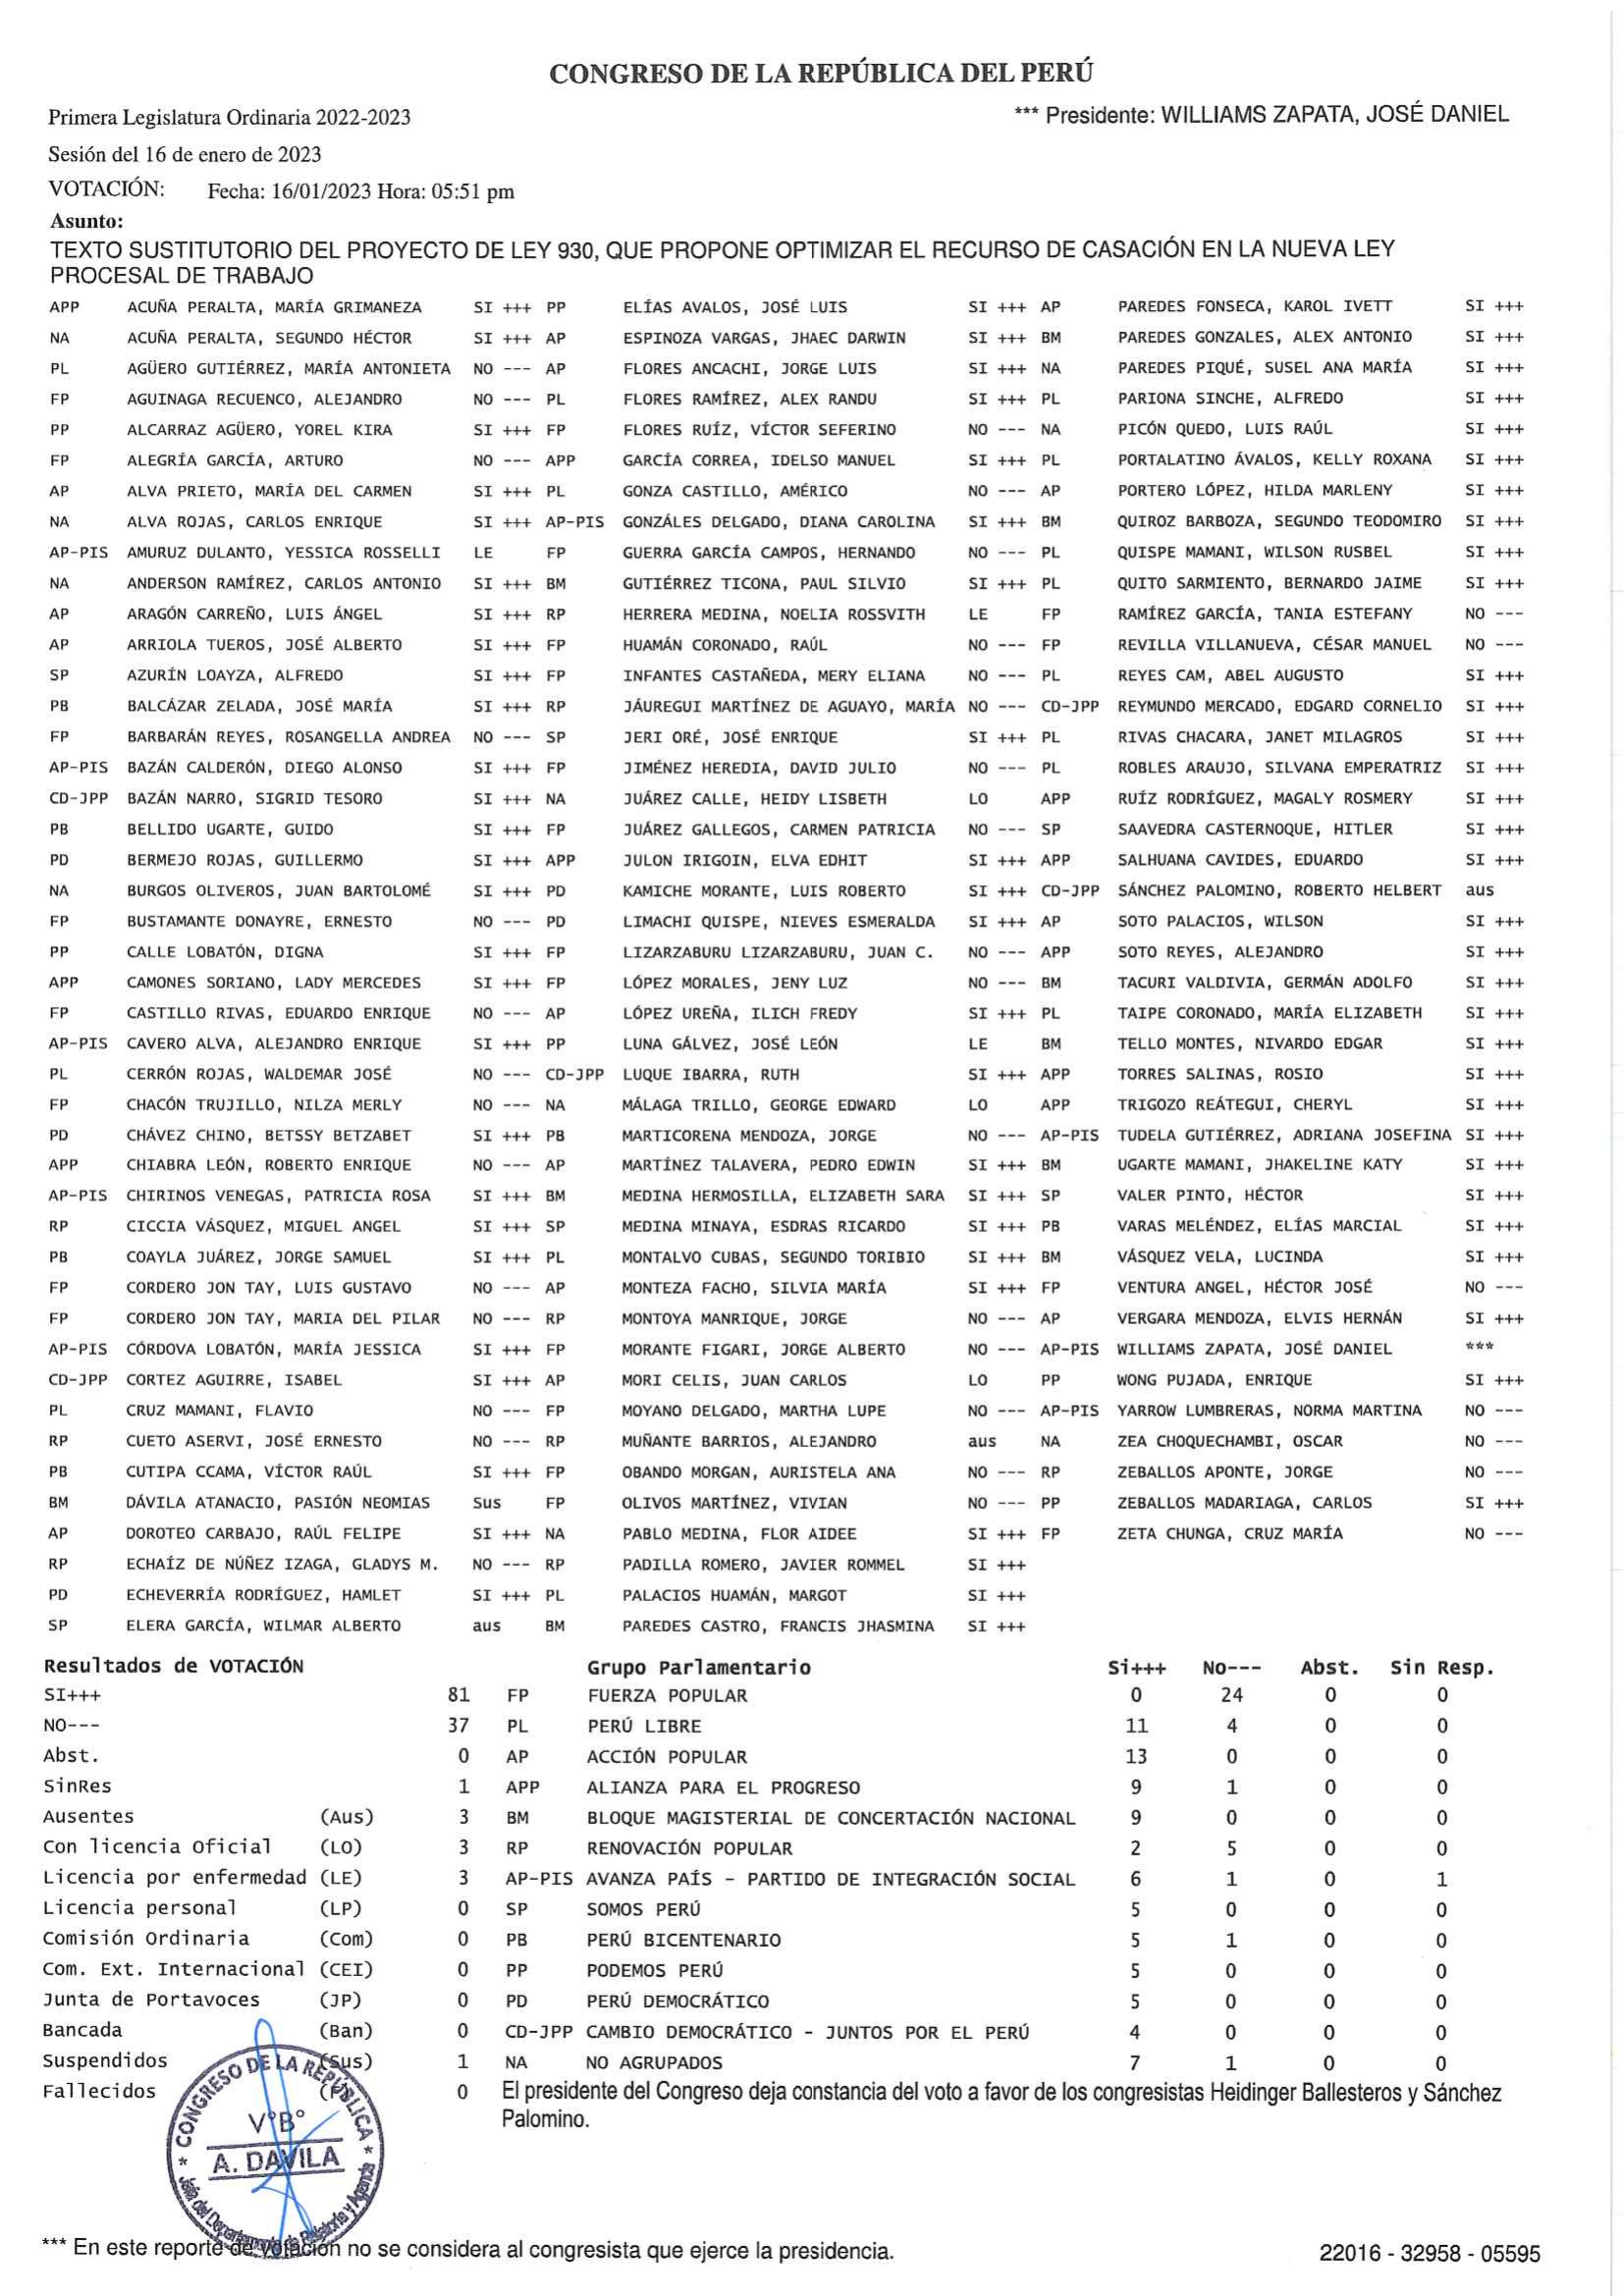 CONGRESO DE LA REPÚBLICA DEL PERÚ
Primera Legislatura Ordinaria 2022-2023 *** Presidente: WILLIAMS ZAPATA, JOSÉ DANIEL
Sesión del 16 de enero de 2023
VOTACIÓN: Fecha: 16/01/2023 Hora: 05:51 pm
Asunto:
TEXTO SUSTITUTORIO DEL PROYECTO DE LEY 930, QUE PROPONE OPTIMIZAR EL RECURSO DE CASACIÓN EN LA NUEVA LEY
PROCESAL DE TRABAJO
APP ACUÑA PERALTA, MARÍA GRIMANEZA SI +++ PP ELÍAS AVALOS, JOSÉ LUIS SI +++ AP PAREDES FONSECA, KAROL IVETT SI +++
NA ACUÑA PERALTA, SEGUNDO HÉCTOR SI +++ AP ESPINOZA VARGAS, JHAEC DARWIN SI +++ BM PAREDES GONZALES, ALEX ANTONIO SI +++
PL AGÜERO GUTIÉRREZ, MARÍA ANTONIETA NO --- AP FLORES ANCACHI, JORGE LUIS SI +++ NA PAREDES PIQUÉ, SUSEL ANA MARÍA SI +++
FP AGUINAGA RECUENCO, ALEJANDRO NO --- PL FLORES RAMÍREZ, ALEX RANDU SI +++ PL PARIONA SINCHE, ALFREDO SI +++
PP ALCARRAZ AGÜERO, YOREL KIRA SI +++ FP FLORES RUÍZ, VÍCTOR SEFERINO NO --- NA PICÓN QUEDO, LUIS RAÚL SI +++
FP ALEGRÍA GARCÍA, ARTURO NO --- APP GARCÍA CORREA, IDELSO MANUEL SI +++ PL PORTALATINO ÁVALOS, KELLY ROXANA SI +++
AP ALVA PRIETO, MARÍA DEL CARMEN SI +++ PL GONZA CASTILLO, AMÉRICO NO --- AP PORTERO LÓPEZ, HILDA MARLENY SI +++
NA ALVA ROJAS, CARLOS ENRIQUE SI +++ AP-PIS GONZÁLES DELGADO, DIANA CAROLINA SI +++ BM QUIROZ BARBOZA, SEGUNDO TEODOMIRO SI +++
AP-PIS AMURUZ DULANTO, YESSICA ROSSELLI LE FP GUERRA GARCÍA CAMPOS, HERNANDO NO --- PL QUISPE MAMANI, WILSON RUSBEL SI +++
NA ANDERSON RAMÍREZ, CARLOS ANTONIO SI +++ BM GUTIÉRREZ TICONA, PAUL SILVIO SI +++ PL QUITO SARMIENTO, BERNARDO JAIME SI +++
AP ARAGÓN CARREÑO, LUIS ÁNGEL SI +++ RP HERRERA MEDINA, NOELIA ROSSVITH LE FP RAMÍREZ GARCÍA, TANIA ESTEFANY NO ---
AP ARRIOLA TUEROS, JOSÉ ALBERTO SI +++ FP HUAMÁN CORONADO, RAÚL NO --- FP REVILLA VILLANUEVA, CÉSAR MANUEL NO ---
SP AZURÍN LOAYZA, ALFREDO SI +++ FP INFANTES CASTAÑEDA, MERY ELIANA NO --- PL REYES CAM, ABEL AUGUSTO SI +++
PB BALCÁZAR ZELADA, JOSÉ MARÍA SI +++ RP JÁUREGUI MARTÍNEZ DE AGUAYO, MARÍA NO --- CD-JPP REYMUNDO MERCADO, EDGARD CORNELIO SI +++
FP BARBARÁN REYES, ROSANGELLA ANDREA NO --- SP JERI ORÉ, JOSÉ ENRIQUE SI +++ PL RIVAS CHACARA, JANET MILAGROS SI +++
AP-PIS BAZÁN CALDERÓN, DIEGO ALONSO SI +++ FP JIMÉNEZ HEREDIA, DAVID JULIO NO --- PL ROBLES ARAUJO, SILVANA EMPERATRIZ SI +++
CD-JPP BAZÁN NARRO, SIGRID TESORO SI +++ NA JUÁREZ CALLE, HEIDY LISBETH LO APP RUÍZ RODRÍGUEZ, MAGALY ROSMERY SI +++
PB BELLIDO UGARTE, GUIDO SI +++ FP JUÁREZ GALLEGOS, CARMEN PATRICIA NO --- SP SAAVEDRA CASTERNOQUE, HITLER SI +++
PD BERMEJO ROJAS, GUILLERMO SI +++ APP JULON IRIGOIN, ELVA EDHIT SI +++ APP SALHUANA CAVIDES, EDUARDO SI +++
NA BURGOS OLIVEROS, JUAN BARTOLOMÉ SI +++ PD KAMICHE MORANTE, LUIS ROBERTO SI +++ CD-JPP SÁNCHEZ PALOMINO, ROBERTO HELBERT aus
FP BUSTAMANTE DONAYRE, ERNESTO NO --- PD LIMACHI QUISPE, NIEVES ESMERALDA SI +++ AP SOTO PALACIOS, WILSON SI +++
PP CALLE LOBATÓN, DIGNA SI +++ FP LIZARZABURU LIZARZABURU, JUAN C. NO --- APP SOTO REYES, ALEJANDRO SI +++
APP CAMONES SORIANO, LADY MERCEDES SI +++ FP LÓPEZ MORALES, JENY LUZ NO --- BM TACURI VALDIVIA, GERMÁN ADOLFO SI +++
FP CASTILLO RIVAS, EDUARDO ENRIQUE NO --- AP LÓPEZ UREÑA, ILICH FREDY SI +++ PL TAIPE CORONADO, MARÍA ELIZABETH SI +++
AP-PIS CAVERO ALVA, ALEJANDRO ENRIQUE SI +++ PP LUNA GÁLVEZ, JOSÉ LEÓN LE BM TELLO MONTES, NIVARDO EDGAR SI +++
PL CERRÓN ROJAS, WALDEMAR JOSÉ NO --- CD-JPP LUQUE IBARRA, RUTH SI +++ APP TORRES SALINAS, ROSIO SI +++
FP CHACÓN TRUJILLO, NILZA MERLY NO --- NA MÁLAGA TRILLO, GEORGE EDWARD LO APP TRIGOZO REÁTEGUI, CHERYL SI +++
PD CHÁVEZ CHINO, BETSSY BETZABET SI +++ PB MARTICORENA MENDOZA, JORGE NO --- AP-PIS TUDELA GUTIÉRREZ, ADRIANA JOSEFINA SI +++
APP CHIABRA LEÓN, ROBERTO ENRIQUE NO --- AP MARTÍNEZ TALAVERA, PEDRO EDWIN SI +++ BM UGARTE MAMANI, JHAKELINE KATY SI +++
AP-PIS CHIRINOS VENEGAS, PATRICIA ROSA SI +++ BM MEDINA HERMOSILLA, ELIZABETH SARA SI +++ SP VALER PINTO, HÉCTOR SI +++
RP CICCIA VÁSQUEZ, MIGUEL ANGEL SI +++ SP MEDINA MINAYA, ESDRAS RICARDO SI +++ PB VARAS MELÉNDEZ, ELÍAS MARCIAL SI +++
PB COAYLA JUÁREZ, JORGE SAMUEL SI +++ PL MONTALVO CUBAS, SEGUNDO TORIBIO SI +++ BM VÁSQUEZ VELA, LUCINDA SI +++
FP CORDERO JON TAY, LUIS GUSTAVO NO --- AP MONTEZA FACHO, SILVIA MARÍA SI +++ FP VENTURA ANGEL, HÉCTOR JOSÉ NO ---
FP CORDERO JON TAY, MARIA DEL PILAR NO --- RP MONTOYA MANRIQUE, JORGE NO --- AP VERGARA MENDOZA, ELVIS HERNÁN SI +++
AP-PIS CÓRDOVA LOBATÓN, MARÍA JESSICA SI +++ FP MORANTE FIGARI, JORGE ALBERTO NO --- AP-PIS WILLIAMS ZAPATA, JOSÉ DANIEL ***
CD-JPP CORTEZ AGUIRRE, ISABEL SI +++ AP MORI CELIS, JUAN CARLOS LO PP WONG PUJADA, ENRIQUE SI +++
PL CRUZ MAMANI, FLAVIO NO --- FP MOYANO DELGADO, MARTHA LUPE NO --- AP-PIS YARROW LUMBRERAS, NORMA MARTINA NO ---
RP CUETO ASERVI, JOSÉ ERNESTO NO --- RP MUÑANTE BARRIOS, ALEJANDRO aus NA ZEA CHOQUECHAMBI, OSCAR NO ---
PB CUTIPA CCAMA, VÍCTOR RAÚL SI +++ FP OBANDO MORGAN, AURISTELA ANA NO --- RP ZEBALLOS APONTE, JORGE NO ---
BM DÁVILA ATANACIO, PASIÓN NEOMIAS Sus FP OLIVOS MARTÍNEZ, VIVIAN NO --- PP ZEBALLOS MADARIAGA, CARLOS SI +++
AP DOROTEO CARBAJO, RAÚL FELIPE SI +++ NA PABLO MEDINA, FLOR AIDEE SI +++ FP ZETA CHUNGA, CRUZ MARÍA NO ---
RP ECHAÍZ DE NÚÑEZ IZAGA, GLADYS M. NO --- RP PADILLA ROMERO, JAVIER ROMMEL SI +++
PD ECHEVERRÍA RODRÍGUEZ, HAMLET SI +++ PL PALACIOS HUAMÁN, MARGOT SI +++
SP ELERA GARCÍA, WILMAR ALBERTO aus BM PAREDES CASTRO, FRANCIS JHASMINA SI +++
Resultados de VOTACIÓN Grupo Parlamentario Si+++ No--- Abst. Sin Resp.
SI+++ 81 FP FUERZA POPULAR 0 24 0 0
NO--- 37 PL PERÚ LIBRE 11 4 0 0
Abst. 0 AP ACCIÓN POPULAR 13 0 0 0
SinRes 1 APP ALIANZA PARA EL PROGRESO 9 1 0 0
Ausentes (Aus) 3 BM BLOQUE MAGISTERIAL DE CONCERTACIÓN NACIONAL 9 0 0 0
Con licencia Oficial (LO) 3 RP RENOVACIÓN POPULAR 2 5 0 0
Licencia por enfermedad (LE) 3 AP-PIS AVANZA PAÍS - PARTIDO DE INTEGRACIÓN SOCIAL 6 1 0 1
Licencia personal (LP) 0 SP SOMOS PERÚ 5 0 0 0
Comisión Ordinaria (Com) 0 PB PERÚ BICENTENARIO 5 1 0 0
Com. Ext. Internacional (CEI) 0 PP PODEMOS PERÚ 5 0 0 0
Junta de Portavoces (JP) 0 PD PERÚ DEMOCRÁTICO 5 0 0 0
Bancada (Ban) 0 CD-JPP CAMBIO DEMOCRÁTICO - JUNTOS POR EL PERÚ 4 0 0 0
Suspendidos (Sus) 1 NA NO AGRUPADOS 7 1 0 0
Fallecidos 0 El presidente del Congreso deja constancia del voto a favor de los congresistas Heidinger Ballesteros y Sánchez
Palomino.
* CONGRESO DE LA REPÚBLICA *
V°B°
A. DAVILA
Jefe del Departamento de Relatoría y Agenda
*** En este reporte de votación no se considera al congresista que ejerce la presidencia. 22016 - 32958 - 05595